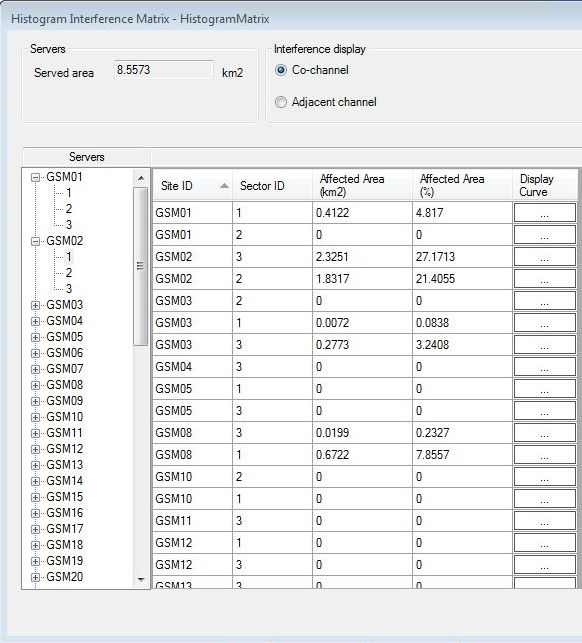 Histogram Interference Matrix - HistogramMatrix
Servers
Served area 8.5573 km2
Interference display
Co-channel
Adjacent channel
Servers
GSM01
1
2
3
GSM02
1
2
3
GSM03
GSM04
GSM05
GSM06
GSM07
GSM08
GSM09
GSM10
GSM11
GSM12
GSM13
GSM14
GSM15
GSM16
GSM17
GSM18
GSM19
GSM20
Site ID Sector ID Affected Area (km2) Affected Area (%) Display Curve
GSM01 1 0.4122 4.817 ...
GSM01 2 0 0 ...
GSM02 3 2.3251 27.1713 ...
GSM02 2 1.8317 21.4055 ...
GSM03 2 0 0 ...
GSM03 1 0.0072 0.0838 ...
GSM03 3 0.2773 3.2408 ...
GSM04 3 0 0 ...
GSM05 1 0 0 ...
GSM05 3 0 0 ...
GSM08 3 0.0199 0.2327 ...
GSM08 1 0.6722 7.8557 ...
GSM10 2 0 0 ...
GSM10 1 0 0 ...
GSM11 3 0 0 ...
GSM12 1 0 0 ...
GSM12 3 0 0 ...
GSM13 3 0 0